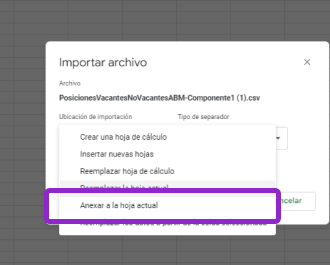 Importar archivo
Archivo
PosicionesVacantesNoVacantesABM-Componente1 (1).csv
Ubicación de importación Tipo de separador
Crear una hoja de cálculo
Insertar nuevas hojas
Reemplazar hoja de cálculo
Reemplazar la hoja actual
Anexar a la hoja actual
ncelar